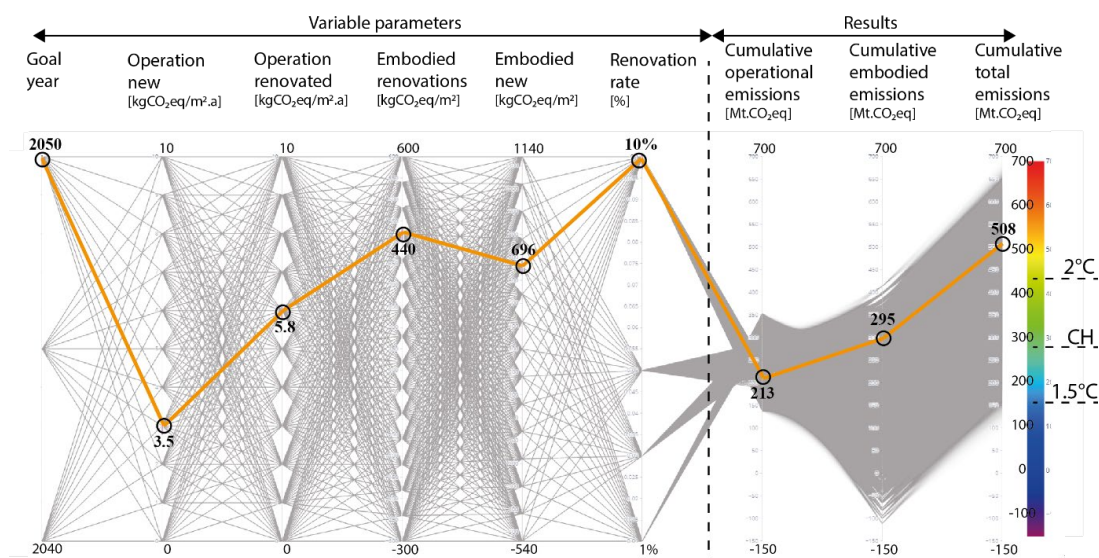 Variable parameters
Results
Goal
year
Operation
new
[kgCO₂eq/m².a]
Operation
renovated
[kgCO₂eq/m².a]
Embodied
renovations
[kgCO₂eq/m²]
Embodied
new
[kgCO₂eq/m²]
Renovation
rate
[%]
Cumulative
operational
emissions
[Mt.CO₂eq]
Cumulative
embodied
emissions
[Mt.CO₂eq]
Cumulative
total
emissions
[Mt.CO₂eq]
2050
10
10
600
1140
10%
700
700
700
3.5
5.8
440
696
213
295
508
2040
0
0
-300
-540
1%
-150
-150
-150
700
600
500
400
300
200
100
0
-100
2°C
CH
1.5°C